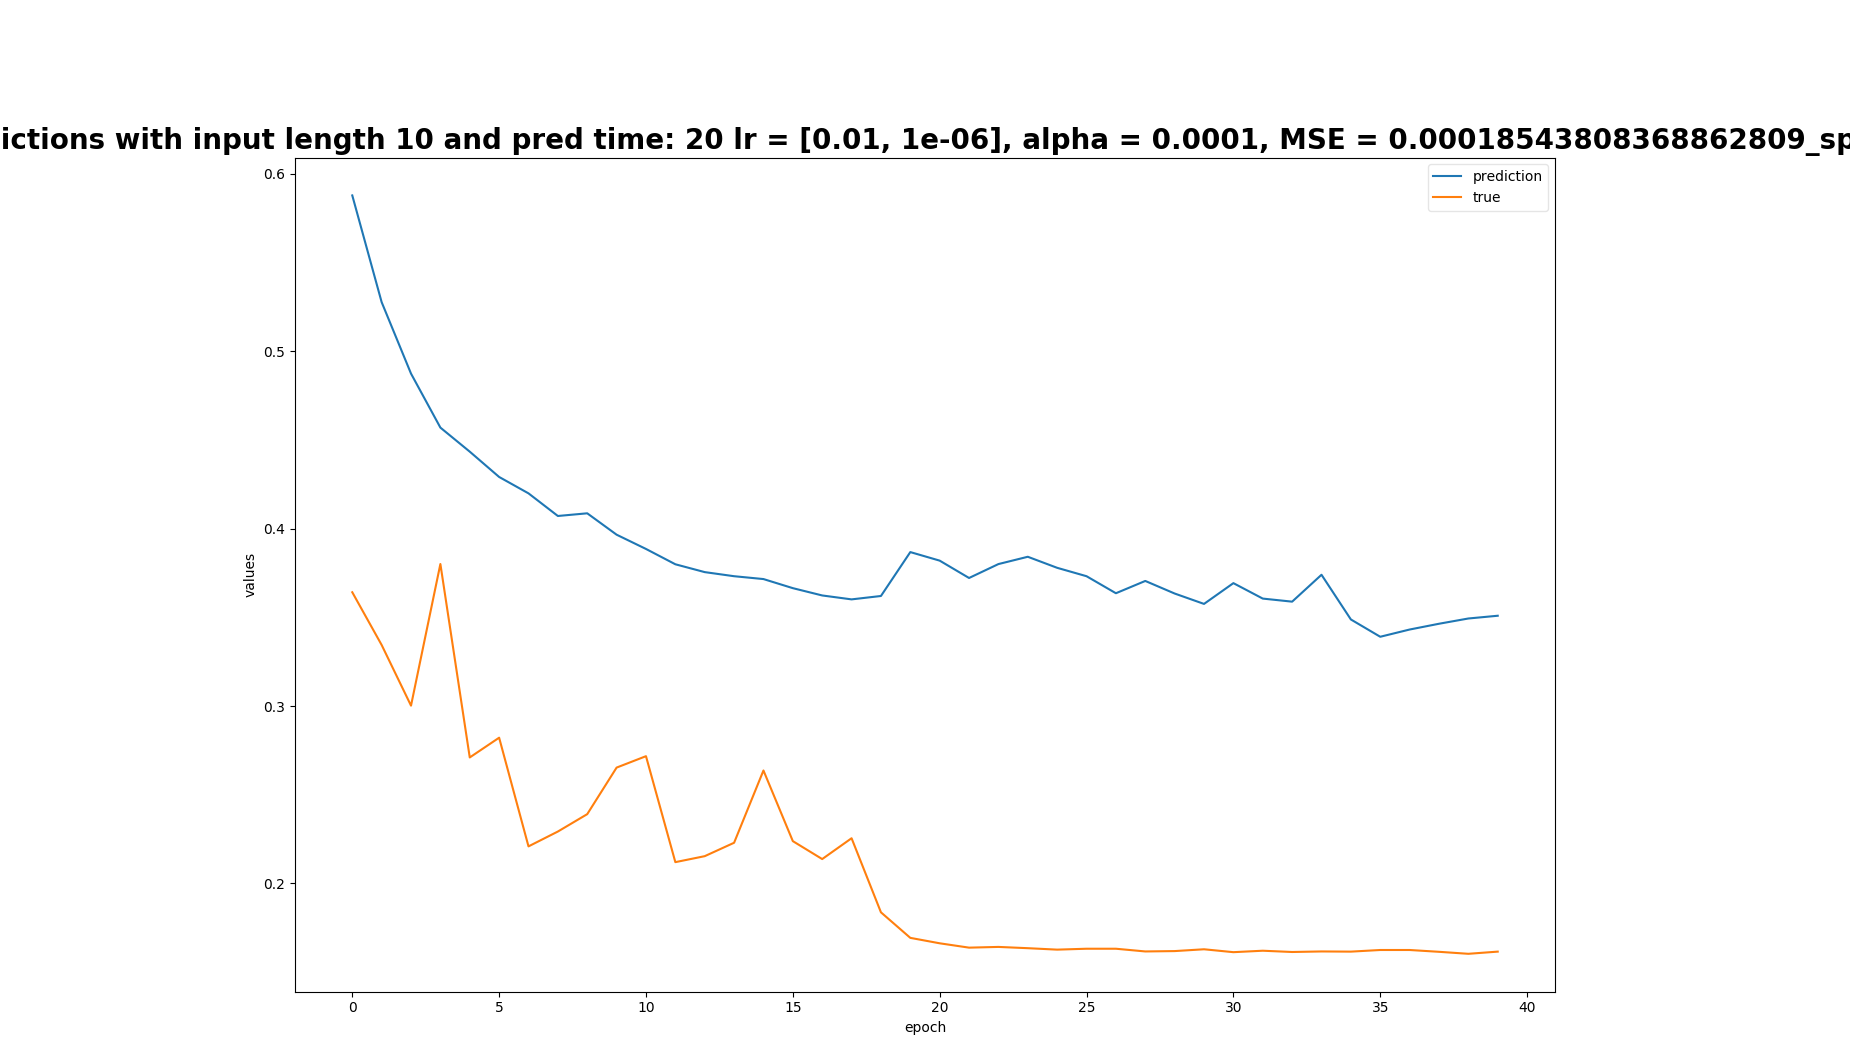 ictions with input length 10 and pred time: 20 lr = [0.01, 1e-06], alpha = 0.0001, MSE = 0.00018543808368862809_sp
prediction
true
0.6
0.5
0.4
0.3
0.2
values
0 5 10 15 20 25 30 35 40
epoch